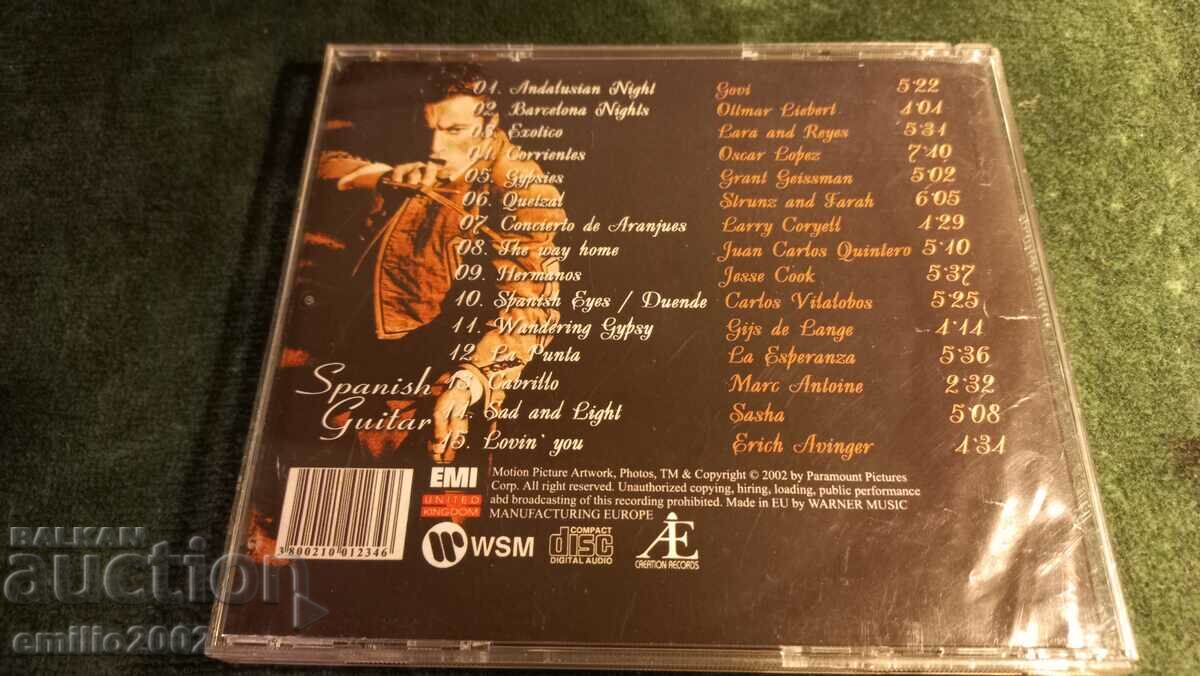 01. Andalusian Night Govi 5:22
02. Barcelona Nights Ottmar Liebert 4:04
03. Exotico Lara and Reyes 5:34
04. Corrientes Oscar Lopez 7:40
05. Gypsies Grant Geissman 5:02
06. Quetzal Strunz and Farah 6:05
07. Concierto de Aranjues Larry Coryell 4:29
08. The way home Juan Carlos Quintero 5:40
09. Hermanos Jesse Cook 5:37
10. Spanish Eyes / Duende Carlos Vilalobos 5:25
11. Wandering Gypsy Gijs de Lange 4:44
12. La Punta La Esperanza 5:36
13. Cabrillo Marc Antoine 2:32
14. Sad and Light Sasha 5:08
15. Lovin' you Erich Avinger 4:34
Spanish
Guitar
EMI
UNITED
KINGDOM
Motion Picture Artwork, Photos, TM & Copyright © 2002 by Paramount Pictures
Corp. All right reserved. Unauthorized copying, hiring, loading, public performance
abd broadcasting of this recording prohibited. Made in EU by WARNER MUSIC
MANUFACTURING EUROPE
3800210012346
WSM
COMPACT
disc
DIGITAL AUDIO
Æ
CREATION RECORDS
BALKAN
auction
emilio2002